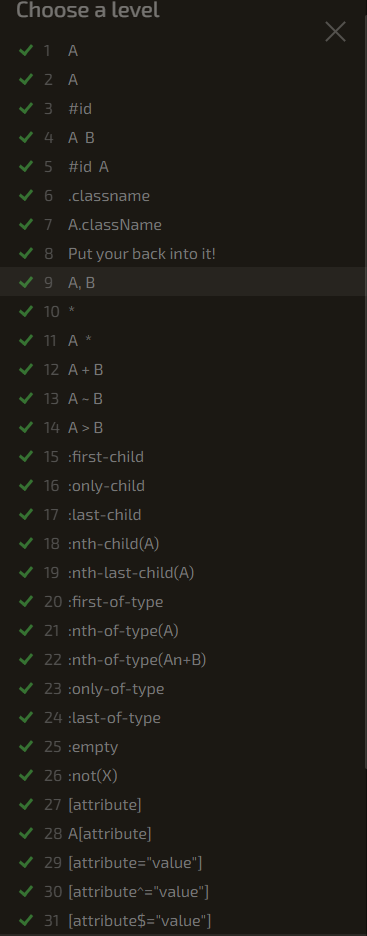 Choose a level
1 A
2 A
3 #id
4 A B
5 #id A
6 .classname
7 A.className
8 Put your back into it!
9 A, B
10 *
11 A *
12 A + B
13 A ~ B
14 A > B
15 :first-child
16 :only-child
17 :last-child
18 :nth-child(A)
19 :nth-last-child(A)
20 :first-of-type
21 :nth-of-type(A)
22 :nth-of-type(An+B)
23 :only-of-type
24 :last-of-type
25 :empty
26 :not(X)
27 [attribute]
28 A[attribute]
29 [attribute="value"]
30 [attribute^="value"]
31 [attribute$="value"]